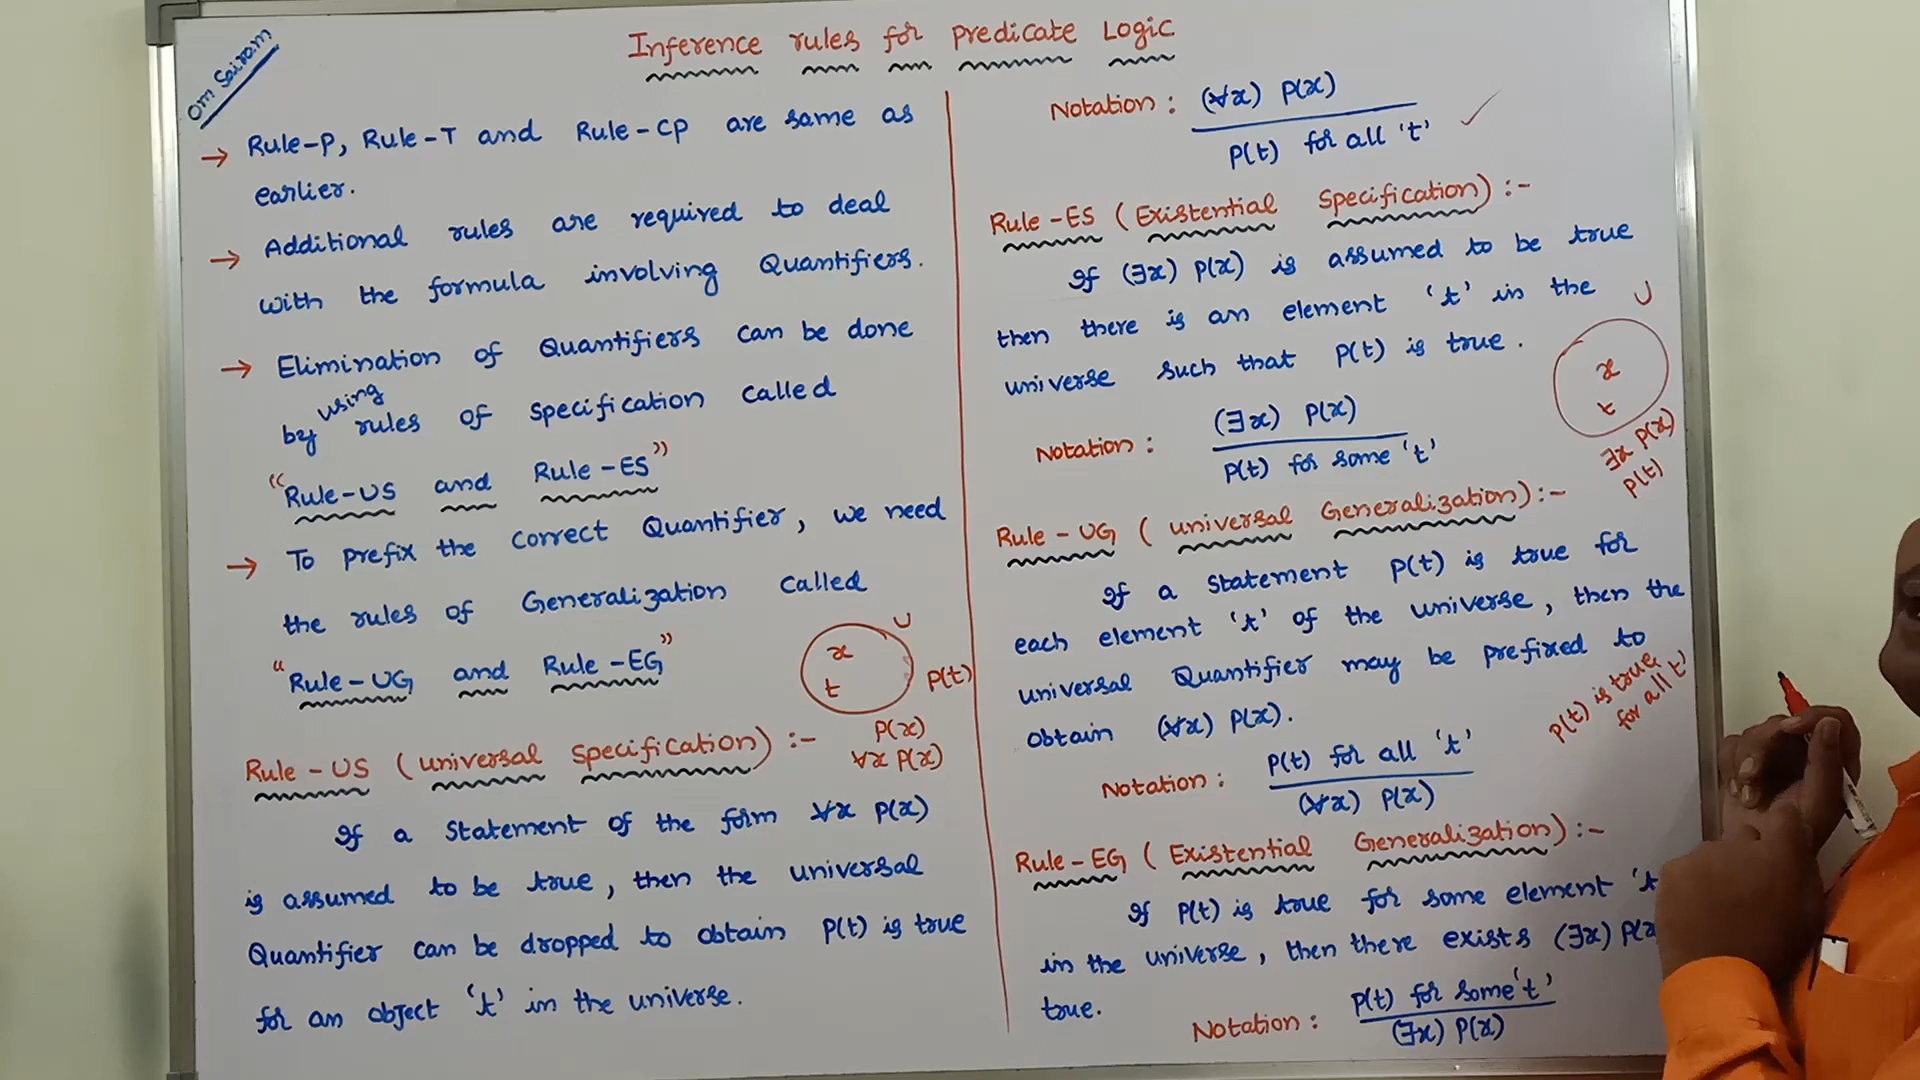 Om Sairam
Inference rules for predicate Logic
→ Rule-P, Rule-T and Rule-CP are same as
earlier.
→ Additional rules are required to deal
with the formula involving Quantifiers.
→ Elimination of Quantifiers can be done
by using rules of specification called
"Rule-US and Rule-ES"
→ To prefix the correct Quantifier, we need
the rules of Generalization called
"Rule-UG and Rule-EG"
U
x
t
P(t)
P(x)
∀x P(x)
Rule-US (universal specification) :-
If a statement of the form ∀x P(x)
is assumed to be true, then the universal
Quantifier can be dropped to obtain P(t) is true
for an object 't' in the universe.
Notation : (∀x) P(x)
P(t) for all 't' ✓
Rule-ES (Existential Specification) :-
If (∃x) P(x) is assumed to be true
then there is an element 't' in the
universe such that P(t) is true.
U
x
t
∃x P(x)
P(t)
Notation : (∃x) P(x)
P(t) for some 't'
Rule-UG (universal Generalization) :-
If a statement P(t) is true for
each element 't' of the universe, then the
universal Quantifier may be prefixed to
obtain (∀x) P(x).
P(t) is true
for all 't'
Notation : P(t) for all 't'
(∀x) P(x)
Rule-EG (Existential Generalization) :-
If P(t) is true for some element 't
in the universe, then there exists (∃x) P(x
true.
Notation : P(t) for some 't'
(∃x) P(x)